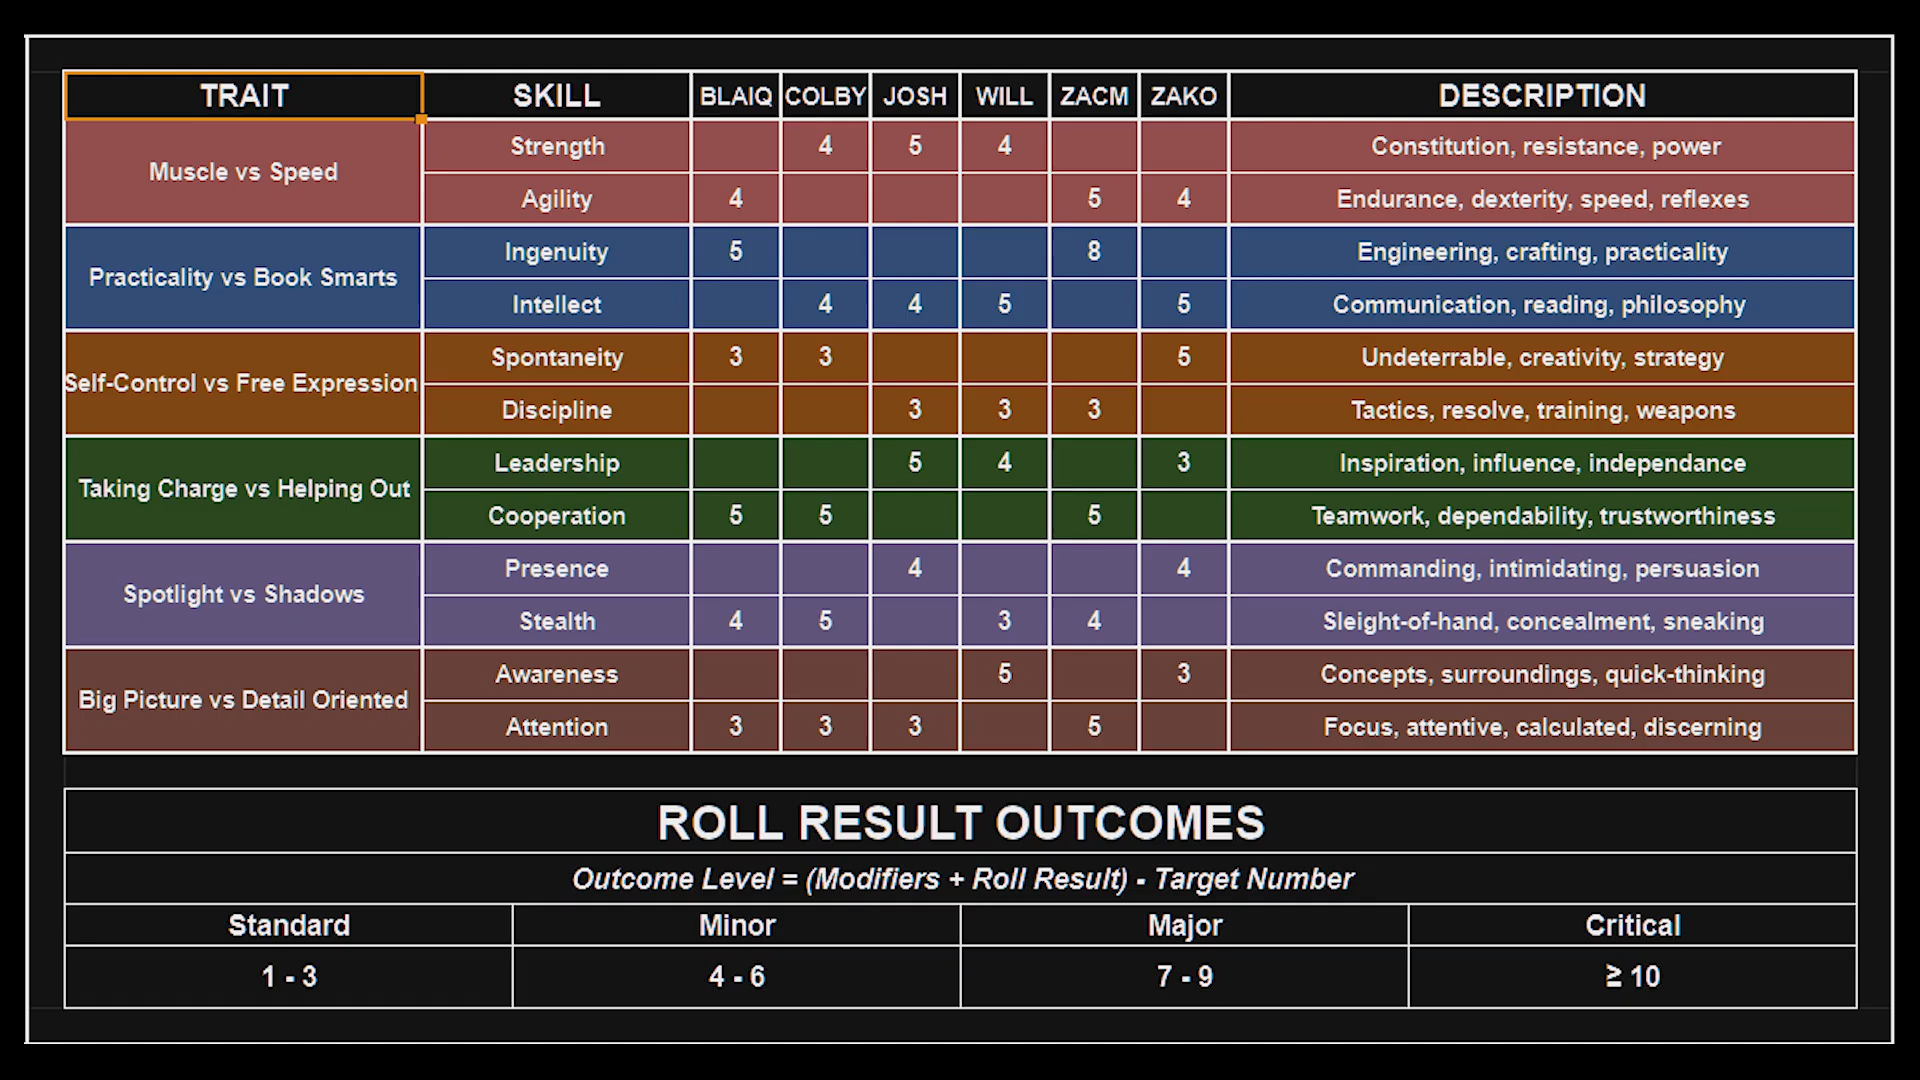 TRAIT SKILL BLAIQ COLBY JOSH WILL ZACM ZAKO DESCRIPTION
Muscle vs Speed
Strength 4 5 4 Constitution, resistance, power
Agility 4 5 4 Endurance, dexterity, speed, reflexes
Practicality vs Book Smarts
Ingenuity 5 8 Engineering, crafting, practicality
Intellect 4 4 5 5 Communication, reading, philosophy
Self-Control vs Free Expression
Spontaneity 3 3 5 Undeterrable, creativity, strategy
Discipline 3 3 3 Tactics, resolve, training, weapons
Taking Charge vs Helping Out
Leadership 5 4 3 Inspiration, influence, independance
Cooperation 5 5 5 Teamwork, dependability, trustworthiness
Spotlight vs Shadows
Presence 4 4 Commanding, intimidating, persuasion
Stealth 4 5 3 4 Sleight-of-hand, concealment, sneaking
Big Picture vs Detail Oriented
Awareness 5 3 Concepts, surroundings, quick-thinking
Attention 3 3 3 5 Focus, attentive, calculated, discerning
ROLL RESULT OUTCOMES
Outcome Level = (Modifiers + Roll Result) - Target Number
Standard Minor Major Critical
1 - 3 4 - 6 7 - 9 ≥ 10